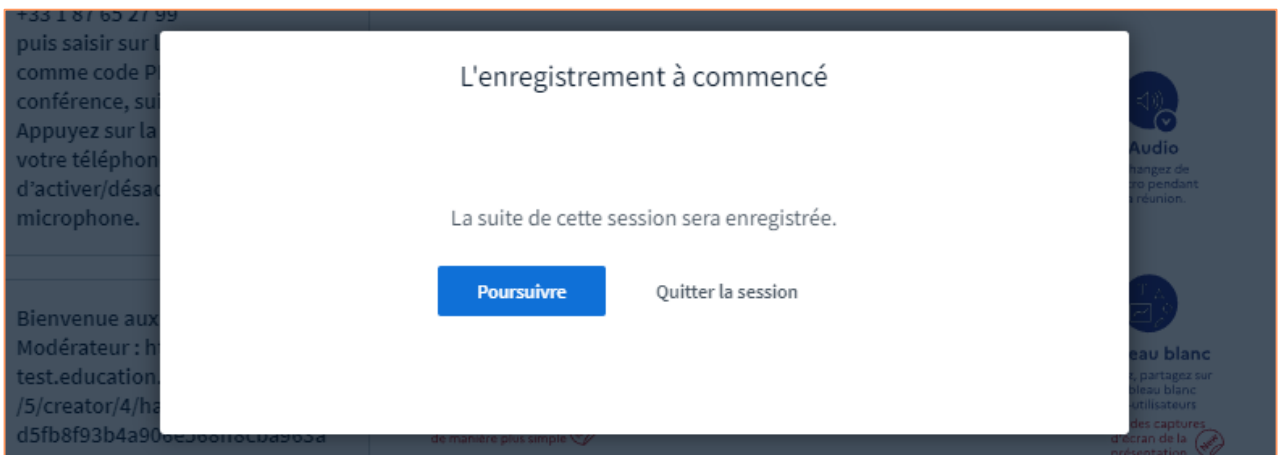 +33 1 87 65 27 99
puis saisir sur
comme code
conférence,
Appuyez sur la
votre téléphon
d'activer/désac
microphone.
Bienvenue aux
Modérateur :
test.education.
/5/creator/4/ha
L'enregistrement à commencé
La suite de cette session sera enregistrée.
Poursuivre
Quitter la session
de manière plus simple
Audio
hangez de
ro pendant
réunion.
eau blanc
partagez sur
bleau blanc
-utilisateurs
des captures
d'écran de la
présentation
New